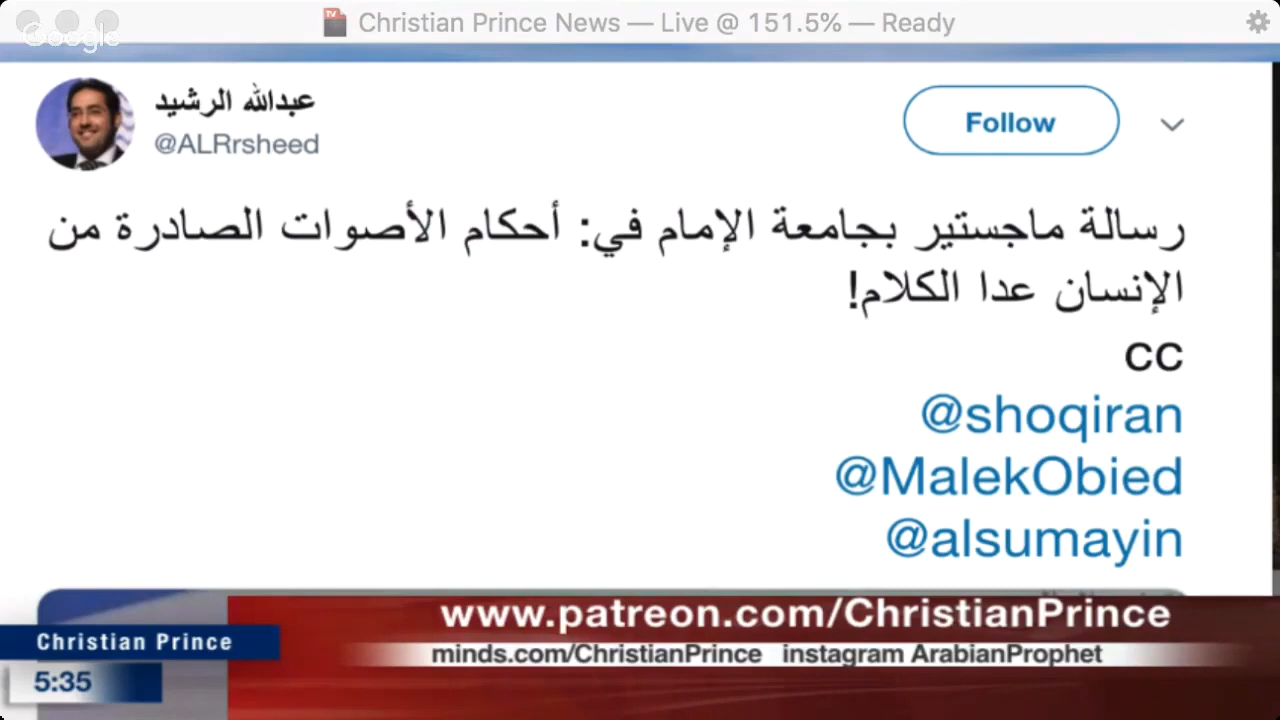 Christian Prince News — Live @ 151.5% — Ready
Google
عبدالله الرشيد
@ALRrsheed
Follow
رسالة ماجستير بجامعة الإمام في: أحكام الأصوات الصادرة من
الإنسان عدا الكلام!
cc
@shoqiran
@MalekObied
@alsumayin
www.patreon.com/ChristianPrince
Christian Prince
minds.com/ChristianPrince instagram ArabianProphet
5:35